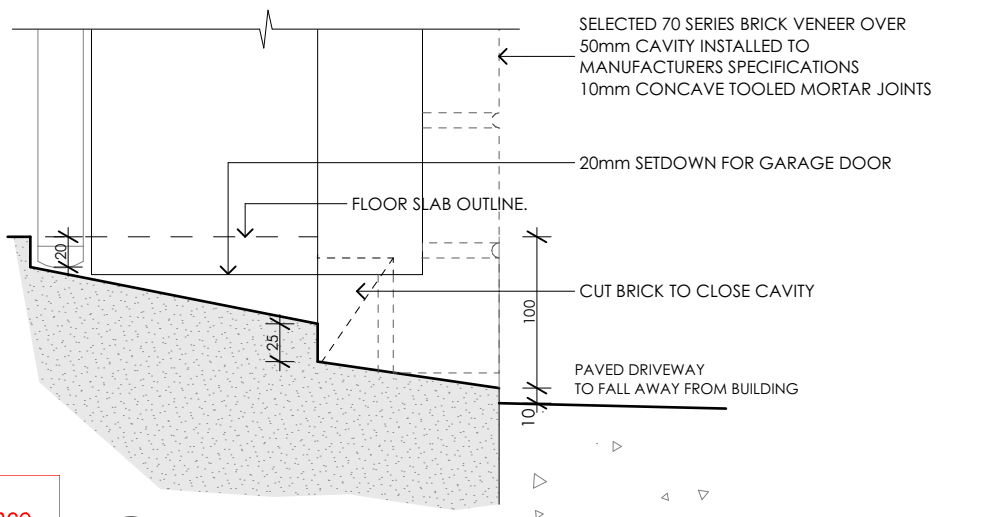 SELECTED 70 SERIES BRICK VENEER OVER
50mm CAVITY INSTALLED TO
MANUFACTURERS SPECIFICATIONS
10mm CONCAVE TOOLED MORTAR JOINTS
20mm SETDOWN FOR GARAGE DOOR
FLOOR SLAB OUTLINE.
20
CUT BRICK TO CLOSE CAVITY
100
25
PAVED DRIVEWAY
TO FALL AWAY FROM BUILDING
10